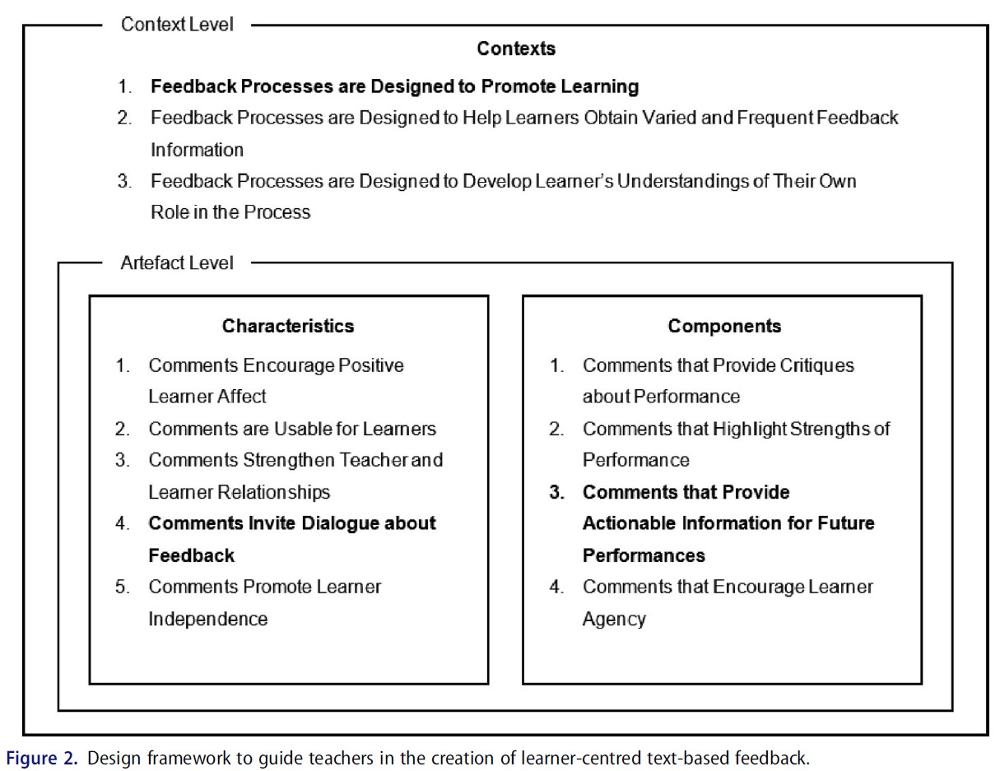 Context Level
Contexts
1. Feedback Processes are Designed to Promote Learning
2. Feedback Processes are Designed to Help Learners Obtain Varied and Frequent Feedback
Information
3. Feedback Processes are Designed to Develop Learner's Understandings of Their Own
Role in the Process
Artefact Level
Characteristics
1. Comments Encourage Positive
Learner Affect
2. Comments are Usable for Learners
3. Comments Strengthen Teacher and
Learner Relationships
4. Comments Invite Dialogue about
Feedback
5. Comments Promote Learner
Independence
Components
1. Comments that Provide Critiques
about Performance
2. Comments that Highlight Strengths of
Performance
3. Comments that Provide
Actionable Information for Future
Performances
4. Comments that Encourage Learner
Agency
Figure 2. Design framework to guide teachers in the creation of learner-centred text-based feedback.